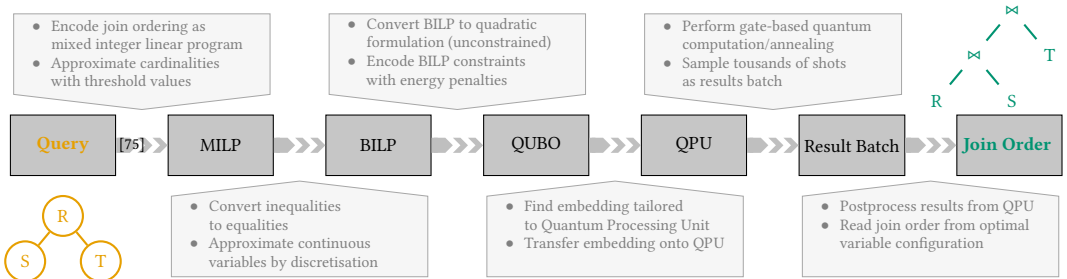 • Encode join ordering as
mixed integer linear program
• Approximate cardinalities
with threshold values
• Convert BILP to quadratic
formulation (unconstrained)
• Encode BILP constraints
with energy penalties
• Perform gate-based quantum
computation/annealing
• Sample tousands of shots
as results batch
⋈
⋈ T
R S
Query [75] MILP BILP QUBO QPU Result Batch Join Order
R
S T
• Convert inequalities
to equalities
• Approximate continuous
variables by discretisation
• Find embedding tailored
to Quantum Processing Unit
• Transfer embedding onto QPU
• Postprocess results from QPU
• Read join order from optimal
variable configuration